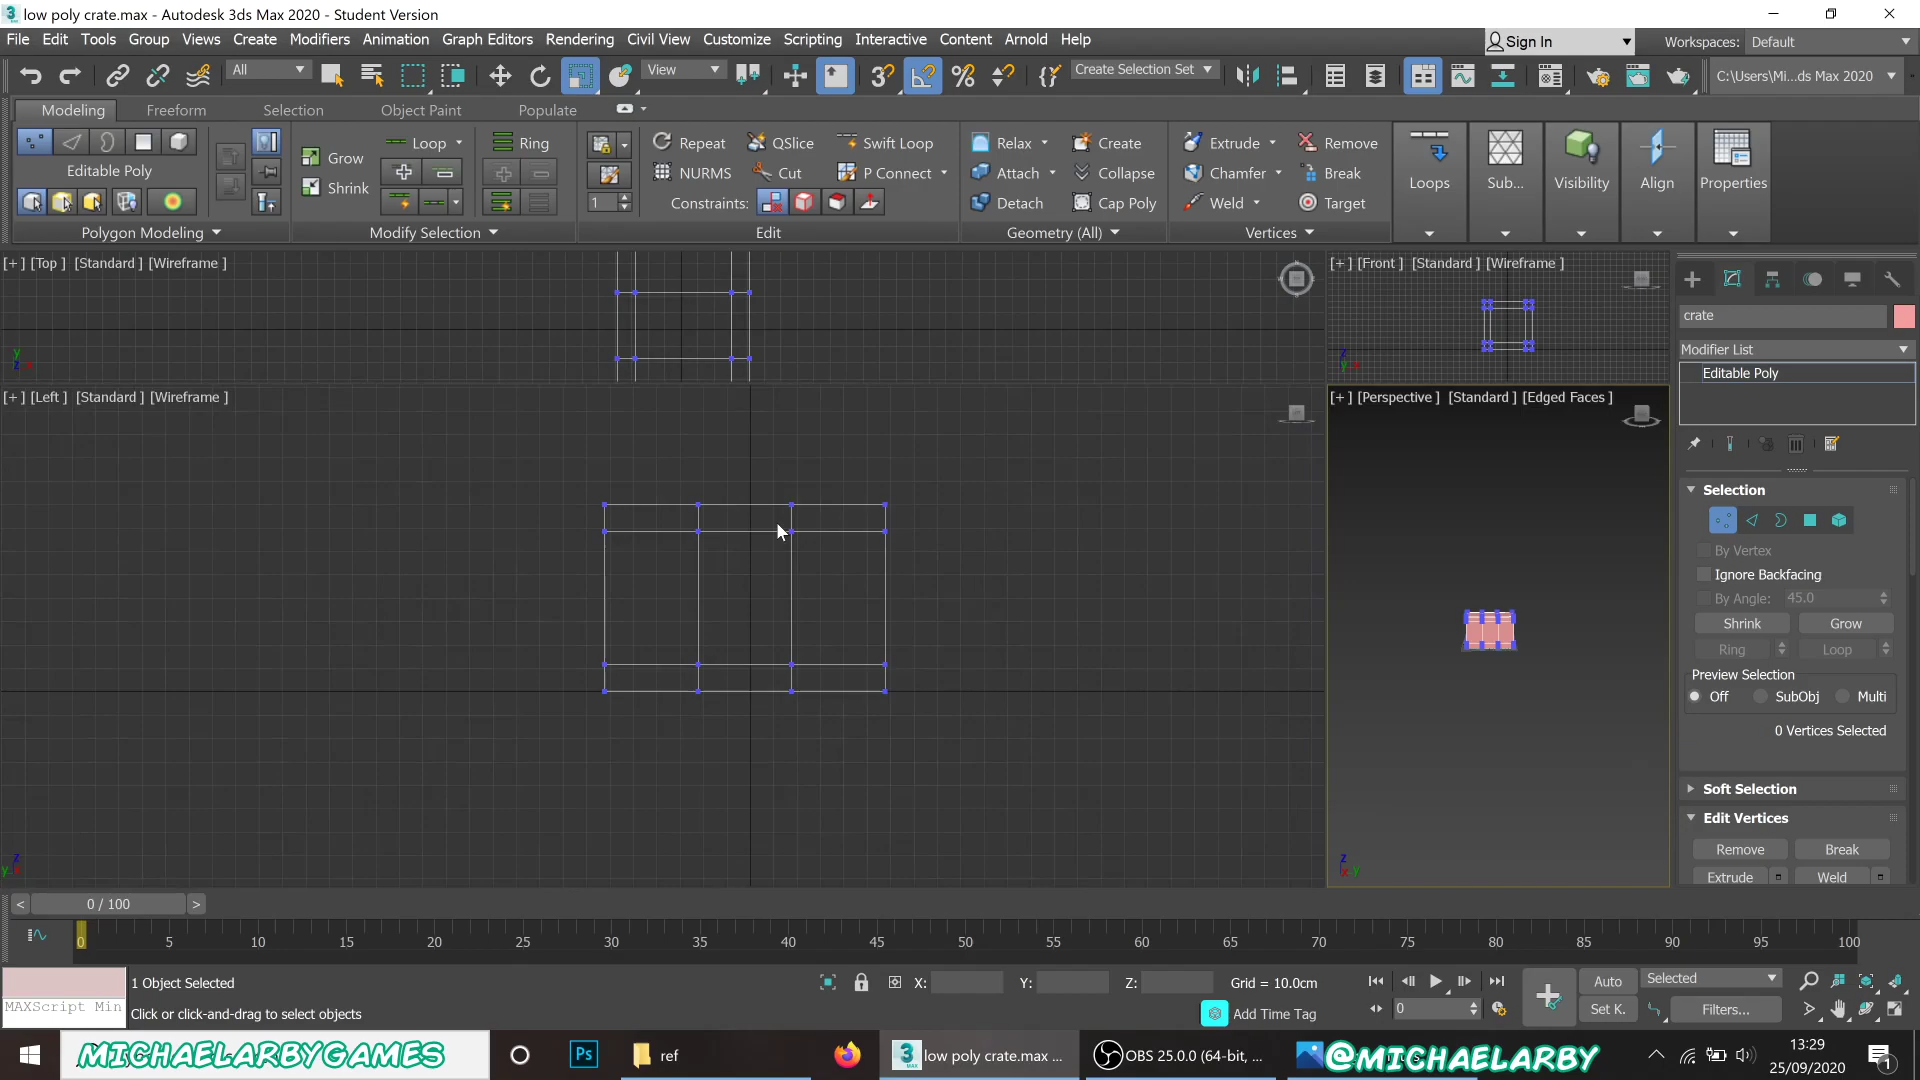 low poly crate.max - Autodesk 3ds Max 2020 - Student Version
File Edit Tools Group Views Create Modifiers Animation Graph Editors Rendering Civil View Customize Scripting Interactive Content Arnold Help
Sign In
Workspaces: Default
All
View
Create Selection Set
C:\Users\Mi...ds Max 2020
Modeling Freeform Selection Object Paint Populate
Editable Poly
Polygon Modeling
Grow
Shrink
Loop
Ring
Modify Selection
1
Repeat QSlice Swift Loop
NURMS Cut P Connect
Constraints:
Edit
Relax Create
Attach Collapse
Detach Cap Poly
Geometry (All)
Extrude Remove
Chamfer Break
Weld Target
Vertices
Loops
Sub...
Visibility
Align
Properties
[+] [Top ] [Standard ] [Wireframe ]
y
z
x
[+] [Front ] [Standard ] [Wireframe ]
z
y
x
[+] [Left ] [Standard ] [Wireframe ]
z
y
x
[+] [Perspective ] [Standard ] [Edged Faces ]
z
x
y
crate
Modifier List
Editable Poly
Selection
By Vertex
Ignore Backfacing
By Angle: 45.0
Shrink Grow
Ring Loop
Preview Selection
Off SubObj Multi
0 Vertices Selected
Soft Selection
Edit Vertices
Remove Break
Extrude Weld
< 0 / 100 >
0 5 10 15 20 25 30 35 40 45 50 55 60 65 70 75 80 85 90 95 100
MAXScript Min
1 Object Selected
Click or click-and-drag to select objects
X: Y: Z: Grid = 10.0cm
Add Time Tag
0
Auto Selected
Set K. Filters...
MICHAELARBYGAMES
Ps
ref
low poly crate.max ...
OBS 25.0.0 (64-bit, ...
@MICHAELARBY
13:29
25/09/2020
1